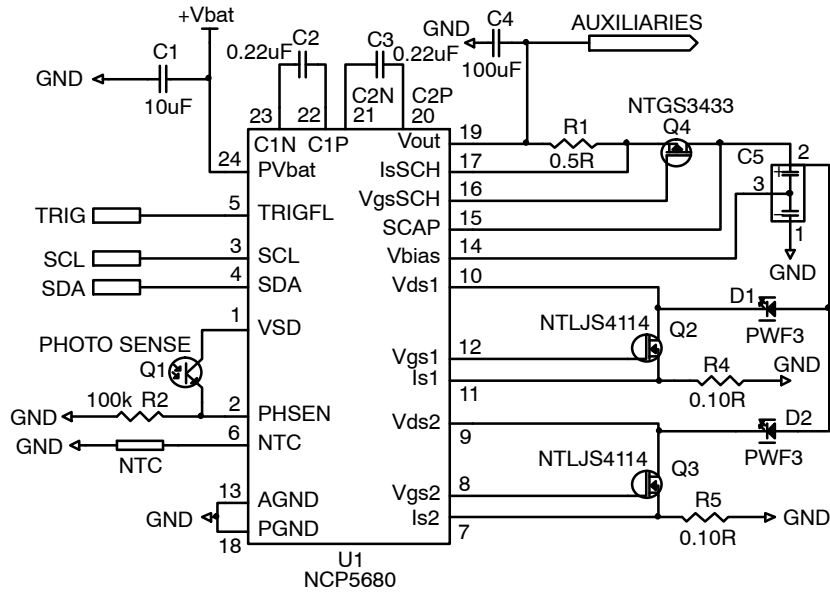 +Vbat
C1
10uF
GND
0.22uF
C2
C3
0.22uF
GND
C4
100uF
AUXILIARIES
23
22
C2N
21
C2P
20
C1N
C1P
Vout
19
R1
0.5R
NTGS3433
Q4
24
PVbat
IsSCH
17
VgsSCH
16
C5
2
3
1
GND
TRIG
5
TRIGFL
SCAP
15
SCL
3
SCL
Vbias
14
SDA
4
SDA
Vds1
10
1
VSD
D1
PWF3
PHOTO SENSE
Q1
NTLJS4114
Q2
Vgs1
12
Is1
11
R4
0.10R
GND
100k R2
GND
2
PHSEN
Vds2
9
D2
PWF3
GND
NTC
6
NTC
NTLJS4114
Q3
Vgs2
8
13
AGND
GND
PGND
18
Is2
7
R5
0.10R
GND
U1
NCP5680